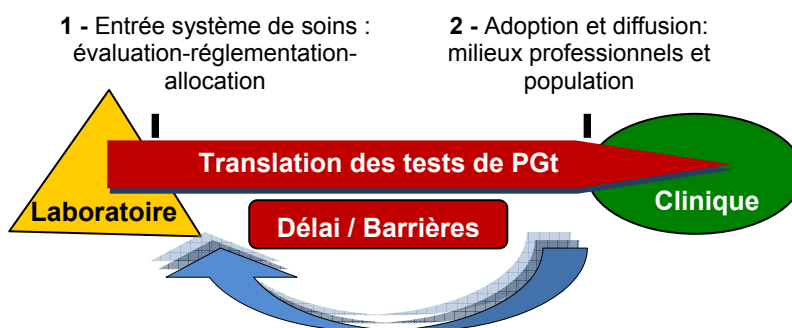 1 - Entrée système de soins :
évaluation-réglementation-
allocation
2 - Adoption et diffusion:
milieux professionnels et
population
Translation des tests de PGt
Laboratoire
Clinique
Délai / Barrières